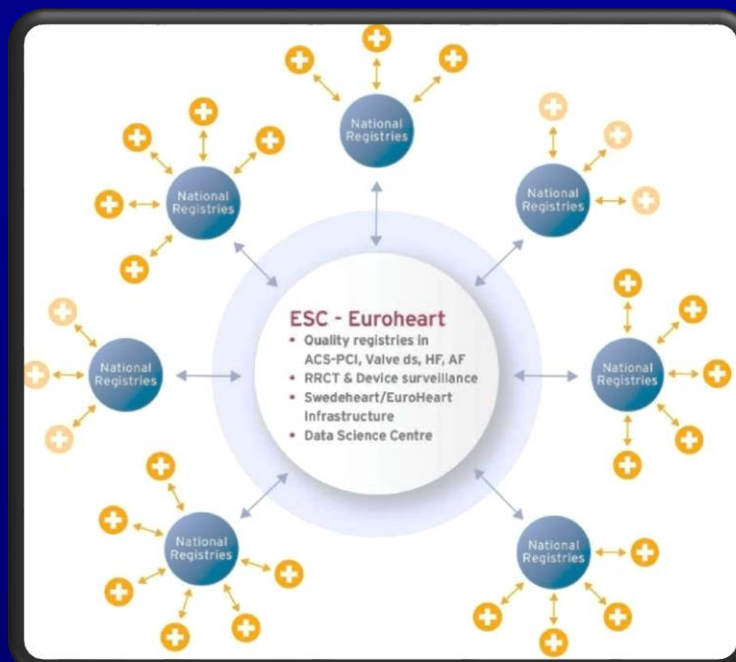 National
Registries
National
Registries
National
Registries
National
Registries
National
Registries
ESC - Euroheart
• Quality registries in
ACS-PCI, Valve ds, HF, AF
• RRCT & Device surveillance
• Swedeheart/EuroHeart
Infrastructure
• Data Science Centre
National
Registries
National
Registries